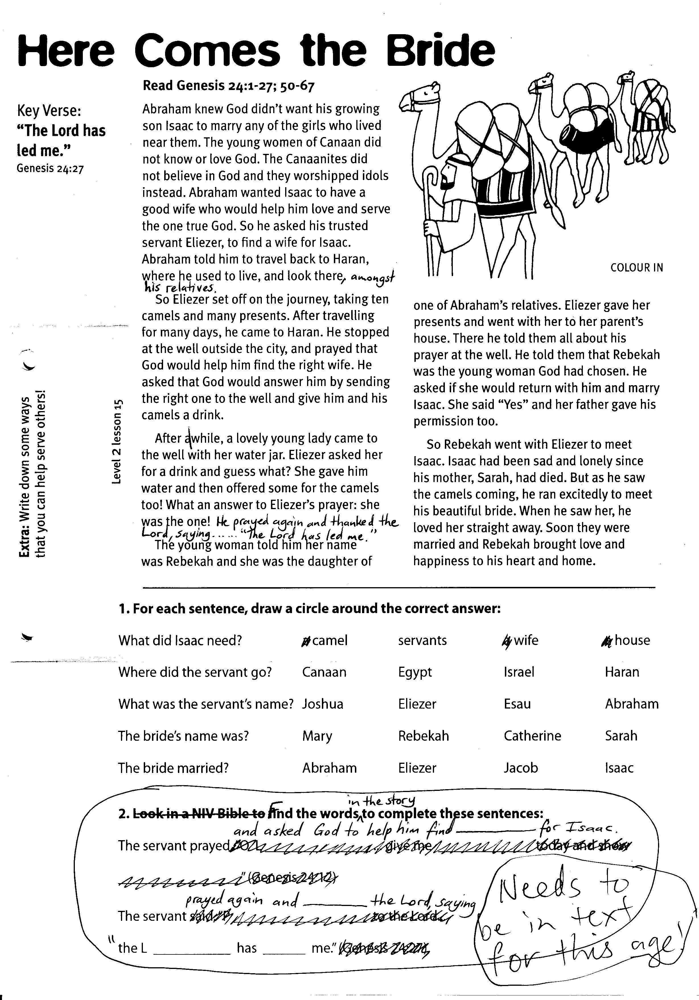 Here Comes the Bride
Read Genesis 24:1-27; 50-67
Key Verse:
“The Lord has
led me.”
Genesis 24:27
Abraham knew God didn’t want his growing
son Isaac to marry any of the girls who lived
near them. The young women of Canaan did
not know or love God. The Canaanites did
not believe in God and they worshipped idols
instead. Abraham wanted Isaac to have a
good wife who would help him love and serve
the one true God. So he asked his trusted
servant Eliezer, to find a wife for Isaac.
Abraham told him to travel back to Haran,
where he used to live, and look there, amongst
his relatives.
So Eliezer set off on the journey, taking ten
camels and many presents. After travelling
for many days, he came to Haran. He stopped
at the well outside the city, and prayed that
God would help him find the right wife. He
asked that God would answer him by sending
the right one to the well and give him and his
camels a drink.
After a while, a lovely young lady came to
the well with her water jar. Eliezer asked her
for a drink and guess what? She gave him
water and then offered some for the camels
too! What an answer to Eliezer’s prayer: she
was the one! He prayed again and thanked the
Lord, saying...... “The Lord has led me.”
The young woman told him her name
was Rebekah and she was the daughter of
COLOUR IN
one of Abraham’s relatives. Eliezer gave her
presents and went with her to her parent’s
house. There he told them all about his
prayer at the well. He told them that Rebekah
was the young woman God had chosen. He
asked if she would return with him and marry
Isaac. She said “Yes” and her father gave his
permission too.
So Rebekah went with Eliezer to meet
Isaac. Isaac had been sad and lonely since
his mother, Sarah, had died. But as he saw
the camels coming, he ran excitedly to meet
his beautiful bride. When he saw her, he
loved her straight away. Soon they were
married and Rebekah brought love and
happiness to his heart and home.
Extra: Write down some ways
that you can help serve others!
Level 2 lesson 15
1. For each sentence, draw a circle around the correct answer:
What did Isaac need? camel servants wife house
Where did the servant go? Canaan Egypt Israel Haran
What was the servant’s name? Joshua Eliezer Esau Abraham
The bride’s name was? Mary Rebekah Catherine Sarah
The bride married? Abraham Eliezer Jacob Isaac
in the story
2. Look in a NIV Bible to find the words to complete these sentences:
and asked God to help him find ________ for Isaac.
The servant prayed give me today and show
” (Genesis 24:12)
prayed again and ________ the Lord, saying
The servant said to the Lord
“the L ________ has ______ me.” (Genesis 24:27)
Needs to
be in text
for this age!